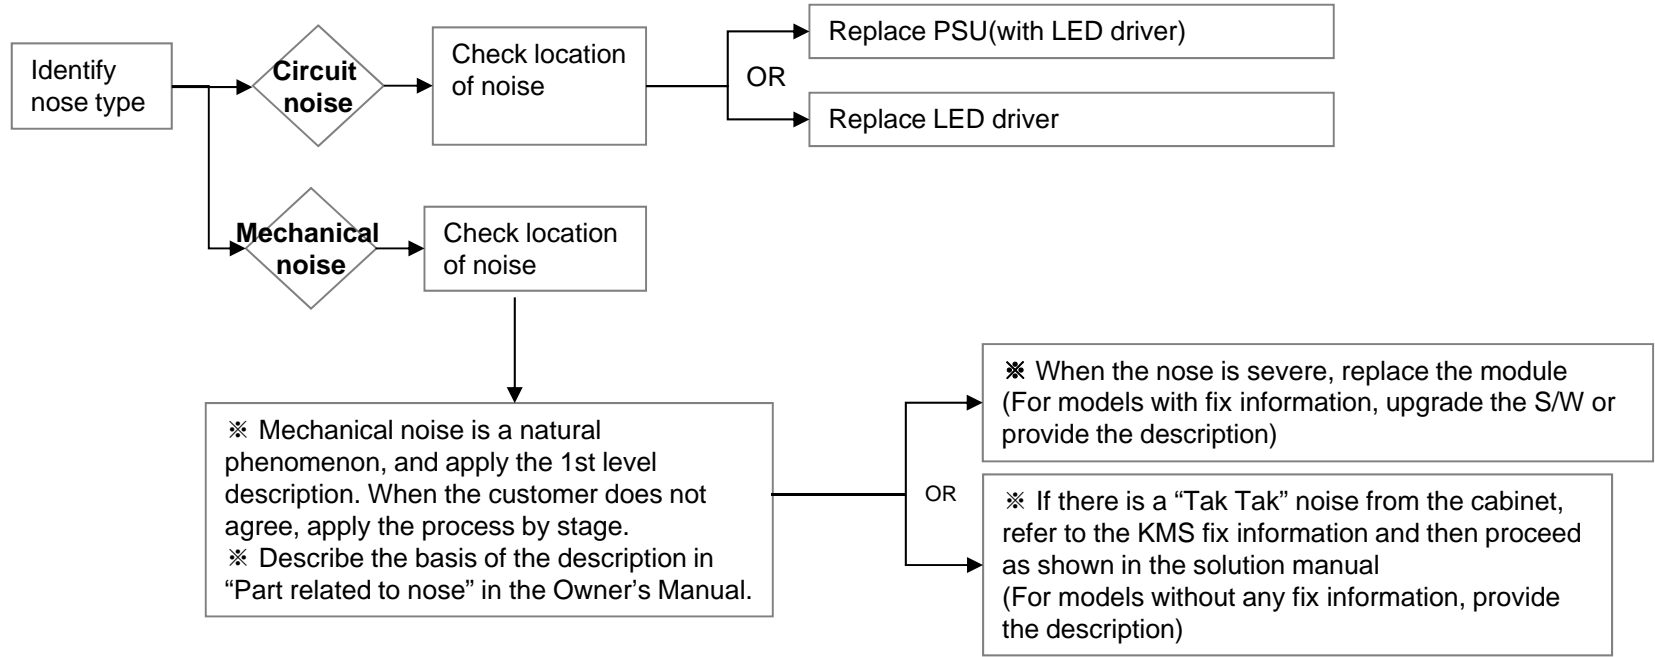 Identify
nose type
Circuit
noise
Check location
of noise
Replace PSU(with LED driver)
OR
Replace LED driver
Mechanical
noise
Check location
of noise
※ Mechanical noise is a natural
phenomenon, and apply the 1st level
description. When the customer does not
agree, apply the process by stage.
※ Describe the basis of the description in
“Part related to nose” in the Owner’s Manual.
※ When the nose is severe, replace the module
(For models with fix information, upgrade the S/W or
provide the description)
OR
※ If there is a “Tak Tak” noise from the cabinet,
refer to the KMS fix information and then proceed
as shown in the solution manual
(For models without any fix information, provide
the description)